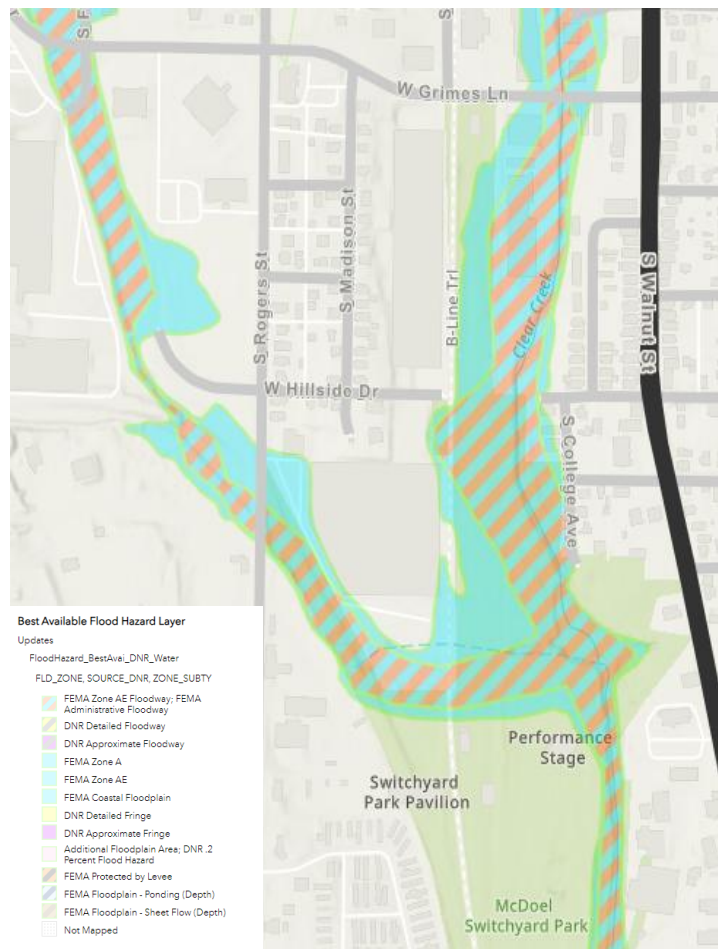 S F
S
W Grimes Ln
S Rogers St
S Madison St
B-Line Trl
Clear Creek
S Walnut St
W Hillside Dr
S College Ave
Performance
Stage
Switchyard
Park Pavilion
McDoel
Switchyard Park
Best Available Flood Hazard Layer
Updates
FloodHazard_BestAvai_DNR_Water
FLD_ZONE, SOURCE_DNR, ZONE_SUBTY
FEMA Zone AE Floodway; FEMA
Administrative Floodway
DNR Detailed Floodway
DNR Approximate Floodway
FEMA Zone A
FEMA Zone AE
FEMA Coastal Floodplain
DNR Detailed Fringe
DNR Approximate Fringe
Additional Floodplain Area; DNR .2
Percent Flood Hazard
FEMA Protected by Levee
FEMA Floodplain - Ponding (Depth)
FEMA Floodplain - Sheet Flow (Depth)
Not Mapped